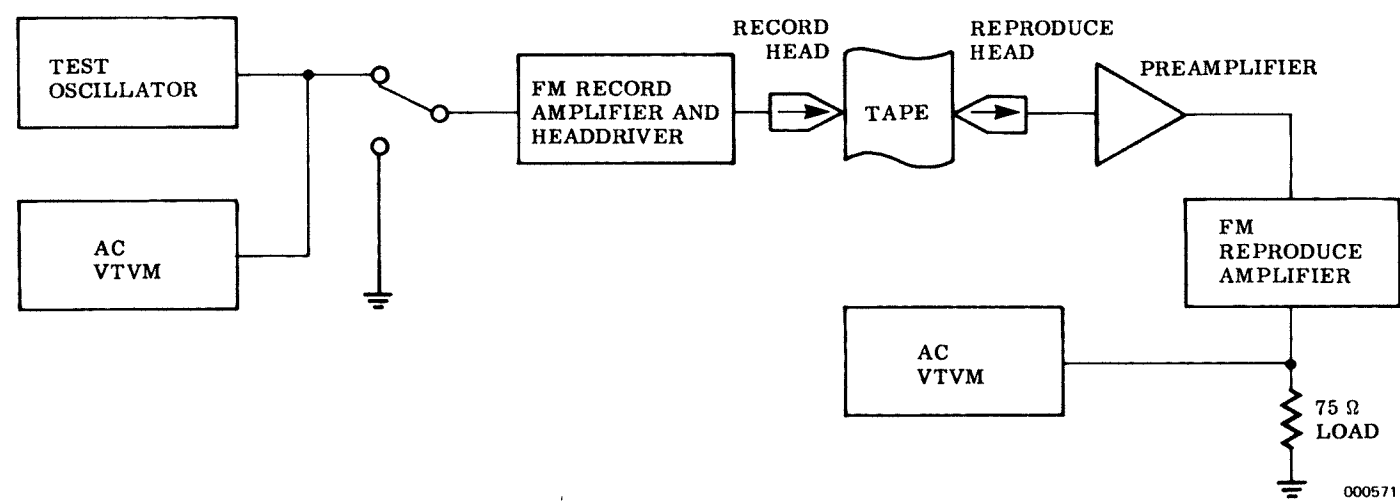 TEST
OSCILLATOR
AC
VTVM
FM RECORD
AMPLIFIER AND
HEADDRIVER
RECORD
HEAD
TAPE
REPRODUCE
HEAD
PREAMPLIFIER
FM
REPRODUCE
AMPLIFIER
AC
VTVM
75 Ω
LOAD
000571